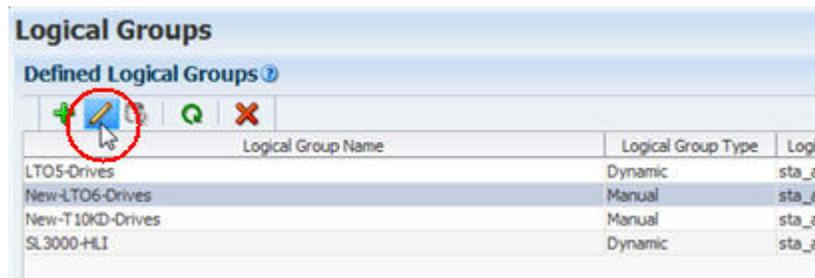 Logical Groups
Defined Logical Groups
Logical Group Name Logical Group Type Logi
LTO5-Drives Dynamic sta_a
New-LTO6-Drives Manual sta_a
New-T10KD-Drives Manual sta_a
SL3000-HLI Dynamic sta_a